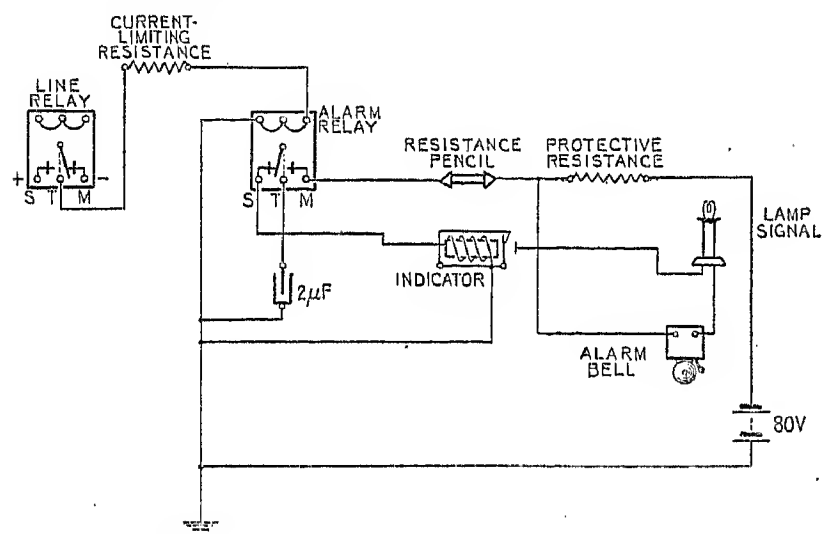 CURRENT-
LIMITING
RESISTANCE
LINE
RELAY
ALARM
RELAY
RESISTANCE
PENCIL
PROTECTIVE
RESISTANCE
+ S T M -
S T M
LAMP
SIGNAL
INDICATOR
2μF
ALARM
BELL
80V